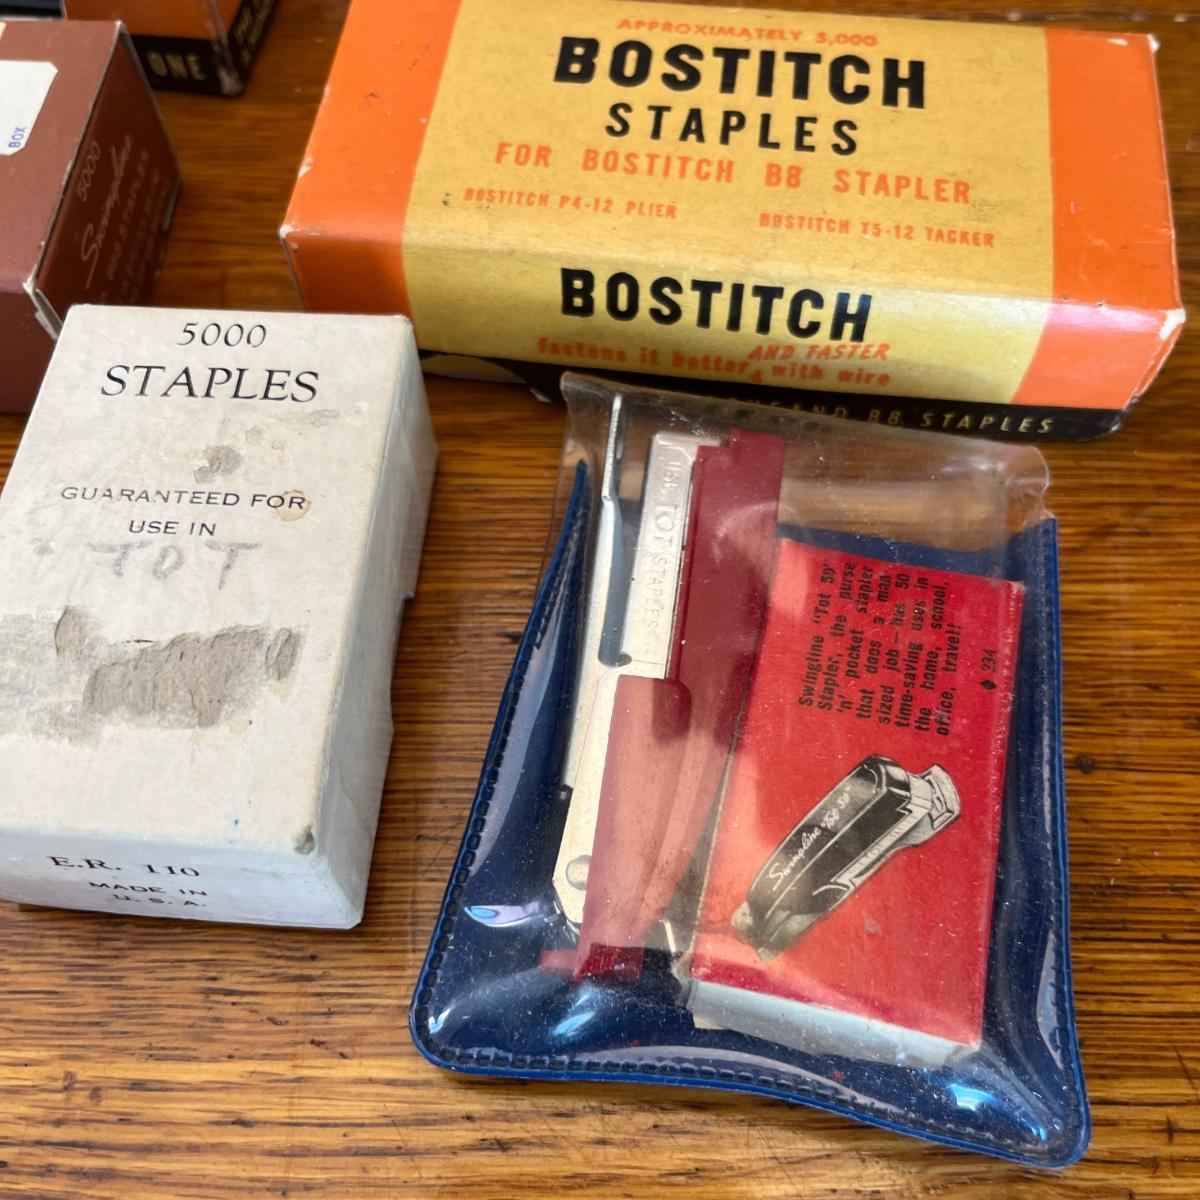 ONE
BOX
5000
Swingline
STAPLES
APPROXIMATELY 5,000
BOSTITCH
STAPLES
FOR BOSTITCH B8 STAPLER
BOSTITCH P4-12 PLIER
BOSTITCH T5-12 TACKER
BOSTITCH
AND FASTER
fastens it better with wire
B8 STAPLES
5000
STAPLES
GUARANTEED FOR
USE IN
TOT
E.R. 110
MADE IN
U. S. A.
USE TOT STAPLES
Swingline "Tot 50"
Stapler, the purse
'n' pocket stapler
that does a man-
sized job — has 50
time-saving uses in
the home, school,
office, travel!
♦ 234
Swingline "Tot 50"